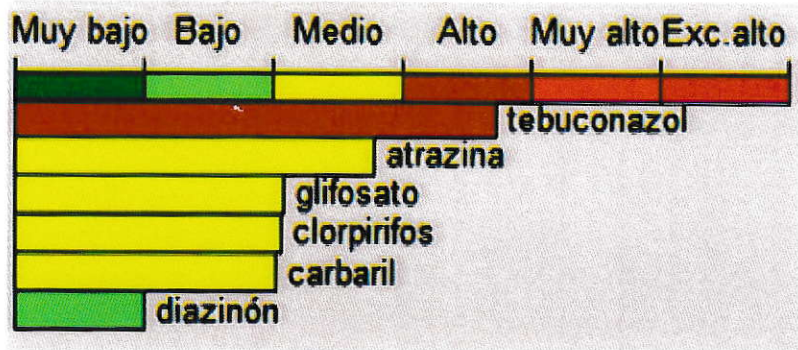 Muy bajo Bajo Medio Alto Muy alto Exc.alto
tebuconazol
atrazina
glifosato
clorpirifos
carbaril
diazinón